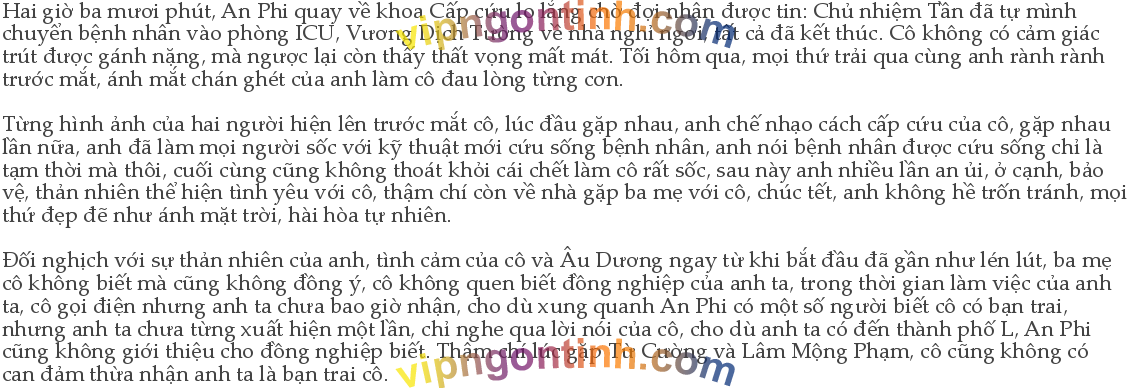 Hai giờ ba mươi phút, An Phi quay về khoa Cấp cứu lo lắng chờ đợi nhận được tin: Chủ nhiệm Tần đã tự mình
chuyển bệnh nhân vào phòng ICU, Vương Dịch Tường về nhà nghỉ ngơi, tất cả đã kết thúc. Cô không có cảm giác
vipngontinh.com
trút được gánh nặng, mà ngược lại còn thấy thất vọng mất mát. Tối hôm qua, mọi thứ trải qua cùng anh rành rành
trước mắt, ánh mắt chán ghét của anh làm cô đau lòng từng cơn.
Từng hình ảnh của hai người hiện lên trước mắt cô, lúc đầu gặp nhau, anh chế nhạo cách cấp cứu của cô, gặp nhau
lần nữa, anh đã làm mọi người sốc với kỹ thuật mới cứu sống bệnh nhân, anh nói bệnh nhân được cứu sống chỉ là
tạm thời mà thôi, cuối cùng cũng không thoát khỏi cái chết làm cô rất sốc, sau này anh nhiều lần an ủi, ở cạnh, bảo
vệ, thản nhiên thể hiện tình yêu với cô, thậm chí còn về nhà gặp ba mẹ với cô, chúc tết, anh không hề trốn tránh, mọi
thứ đẹp đẽ như ánh mặt trời, hài hòa tự nhiên.
Đối nghịch với sự thản nhiên của anh, tình cảm của cô và Âu Dương ngay từ khi bắt đầu đã gần như lén lút, ba mẹ
cô không biết mà cũng không đồng ý, cô không quen biết đồng nghiệp của anh ta, trong thời gian làm việc của anh
ta, cô gọi điện nhưng anh ta chưa bao giờ nhận, cho dù xung quanh An Phi có một số người biết cô có bạn trai,
nhưng anh ta chưa từng xuất hiện một lần, chỉ nghe qua lời nói của cô, cho dù anh ta có đến thành phố L, An Phi
cũng không giới thiệu cho đồng nghiệp biết. Thậm chí lúc gặp Từ Cường và Lâm Mộng Phạm, cô cũng không có
can đảm thừa nhận anh ta là bạn trai cô.
vipngontinh.com